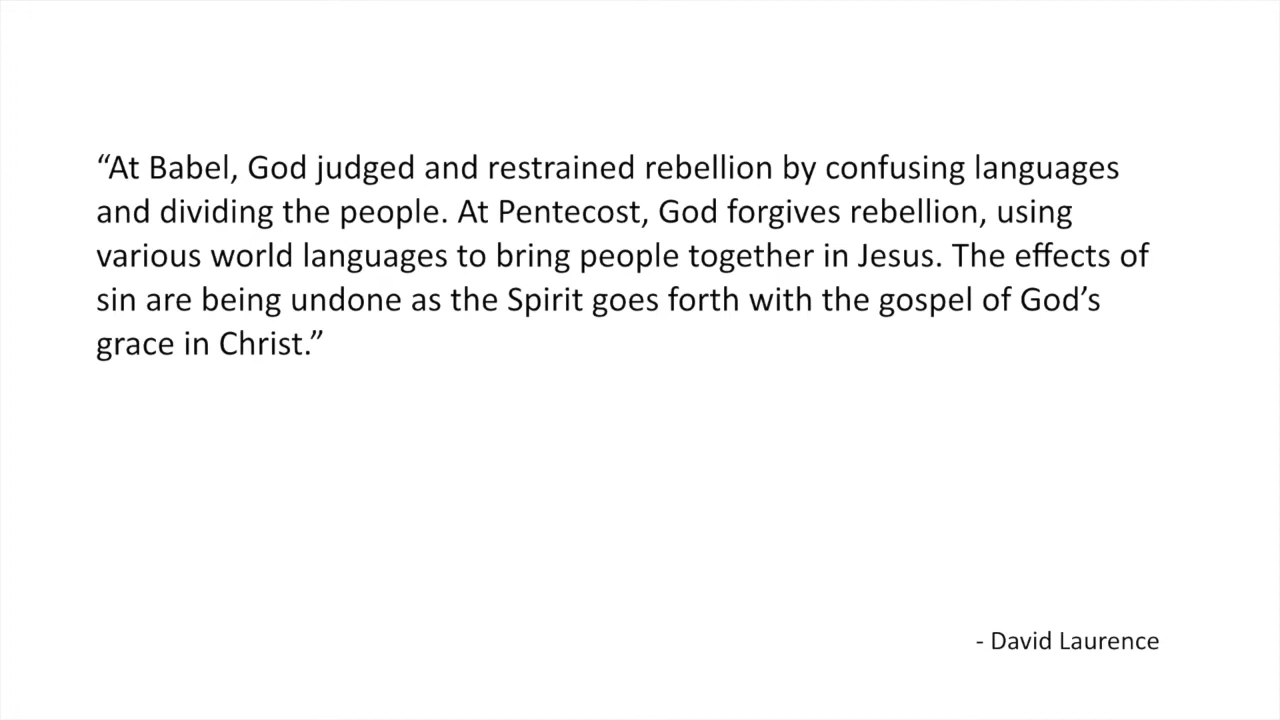 “At Babel, God judged and restrained rebellion by confusing languages
and dividing the people. At Pentecost, God forgives rebellion, using
various world languages to bring people together in Jesus. The effects of
sin are being undone as the Spirit goes forth with the gospel of God’s
grace in Christ.”
- David Laurence